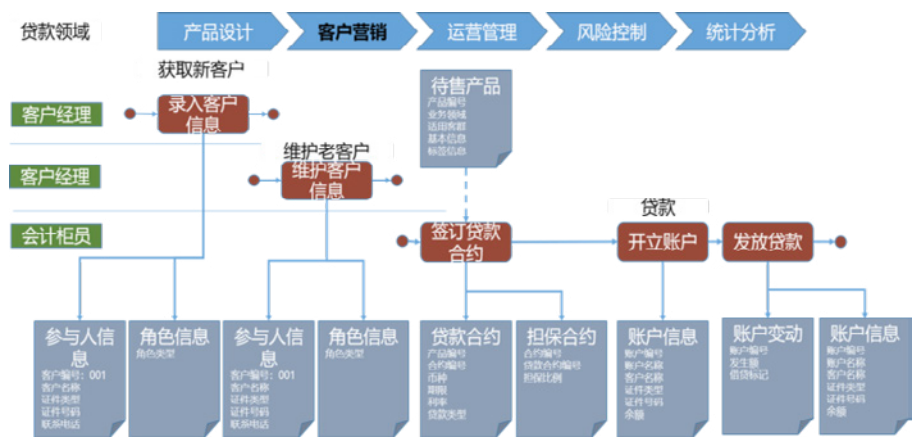 贷款领域
产品设计
客户营销
运营管理
风险控制
统计分析
获取新客户
客户经理
录入客户
信息
待售产品
产品编号
业务领域
适用客群
基本信息
标签信息
维护老客户
客户经理
维护客户
信息
贷款
会计柜员
签订贷款
合约
开立账户
发放贷款
参与人信
息
客户编号：001
客户名称
证件类型
证件号码
联系电话
角色信息
角色类型
参与人信
息
客户编号：001
客户名称
证件类型
证件号码
联系电话
角色信息
角色类型
贷款合约
产品编号
合约编号
币种
期限
利率
贷款类型
担保合约
合约编号
贷款合约编号
担保比例
账户信息
账户编号
账户名称
客户名称
证件类型
证件号码
余额
账户变动
账户编号
发生额
借贷标记
账户信息
账户编号
账户名称
客户名称
证件类型
证件号码
余额